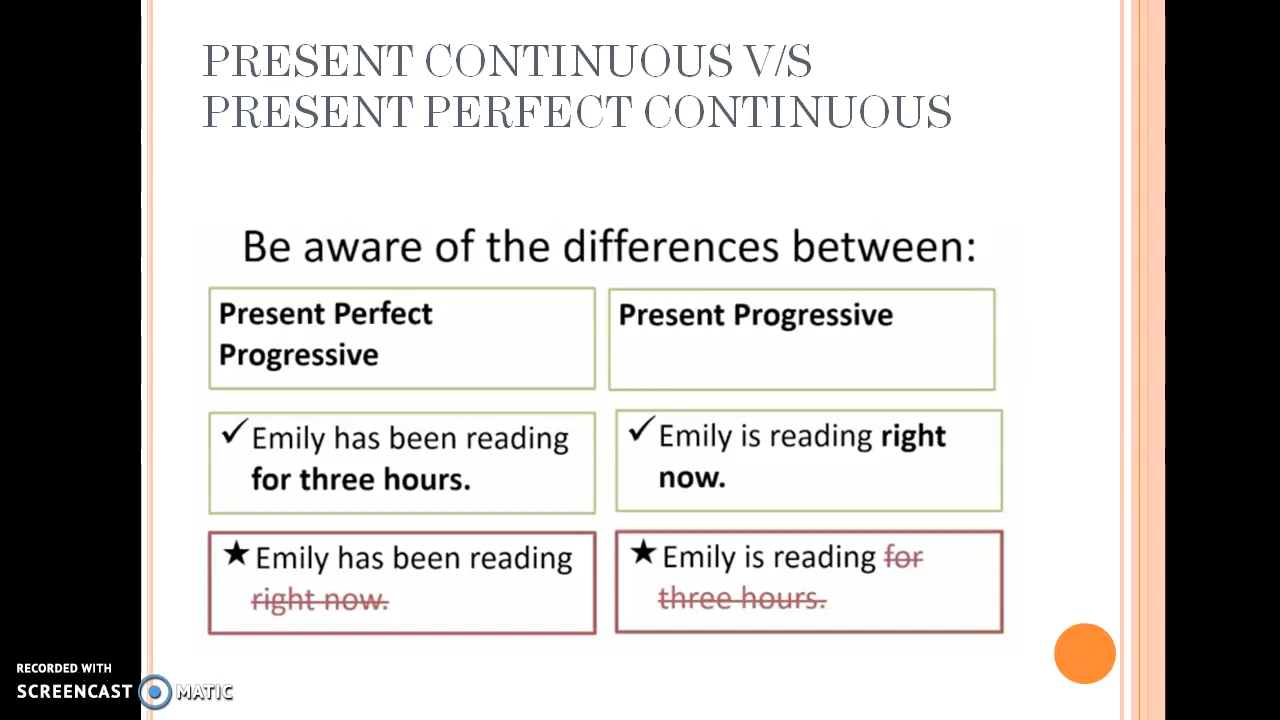 PRESENT CONTINUOUS V/S
PRESENT PERFECT CONTINUOUS
Be aware of the differences between:
Present Perfect
Progressive
Present Progressive
✓Emily has been reading
for three hours.
✓Emily is reading right
now.
★Emily has been reading
right now.
★Emily is reading for
three hours.
RECORDED WITH
SCREENCAST MATIC